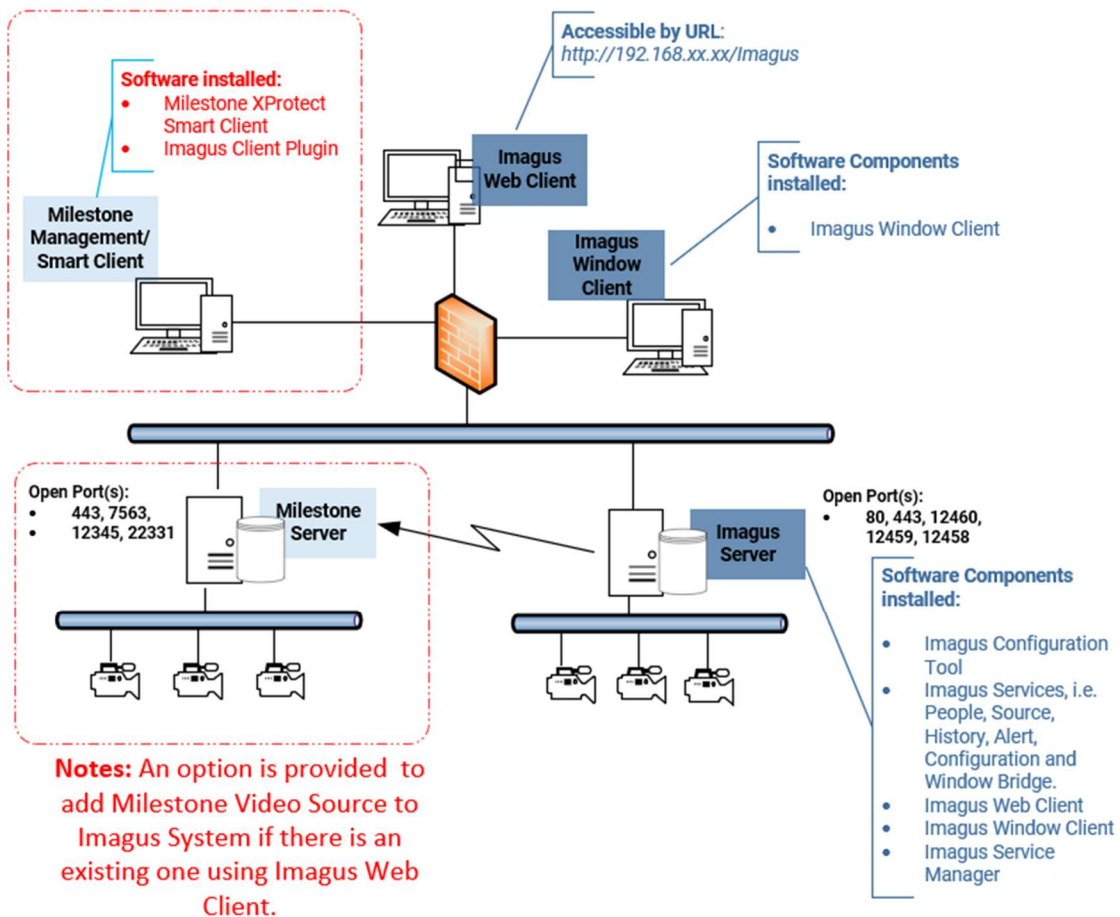 Accessible by URL:
http://192.168.xx.xx/Imagus
Software installed:
• Milestone XProtect
Smart Client
• Imagus Client Plugin
Imagus
Web Client
Software Components
installed:
• Imagus Window Client
Milestone
Management/
Smart Client
Imagus
Window
Client
Open Port(s):
• 443, 7563,
• 12345, 22331
Milestone
Server
Imagus
Server
Open Port(s):
• 80, 443, 12460,
12459, 12458
Software Components
installed:
• Imagus Configuration
Tool
• Imagus Services, i.e.
People, Source,
History, Alert,
Configuration and
Window Bridge.
• Imagus Web Client
• Imagus Window Client
• Imagus Service
Manager
Notes: An option is provided to
add Milestone Video Source to
Imagus System if there is an
existing one using Imagus Web
Client.